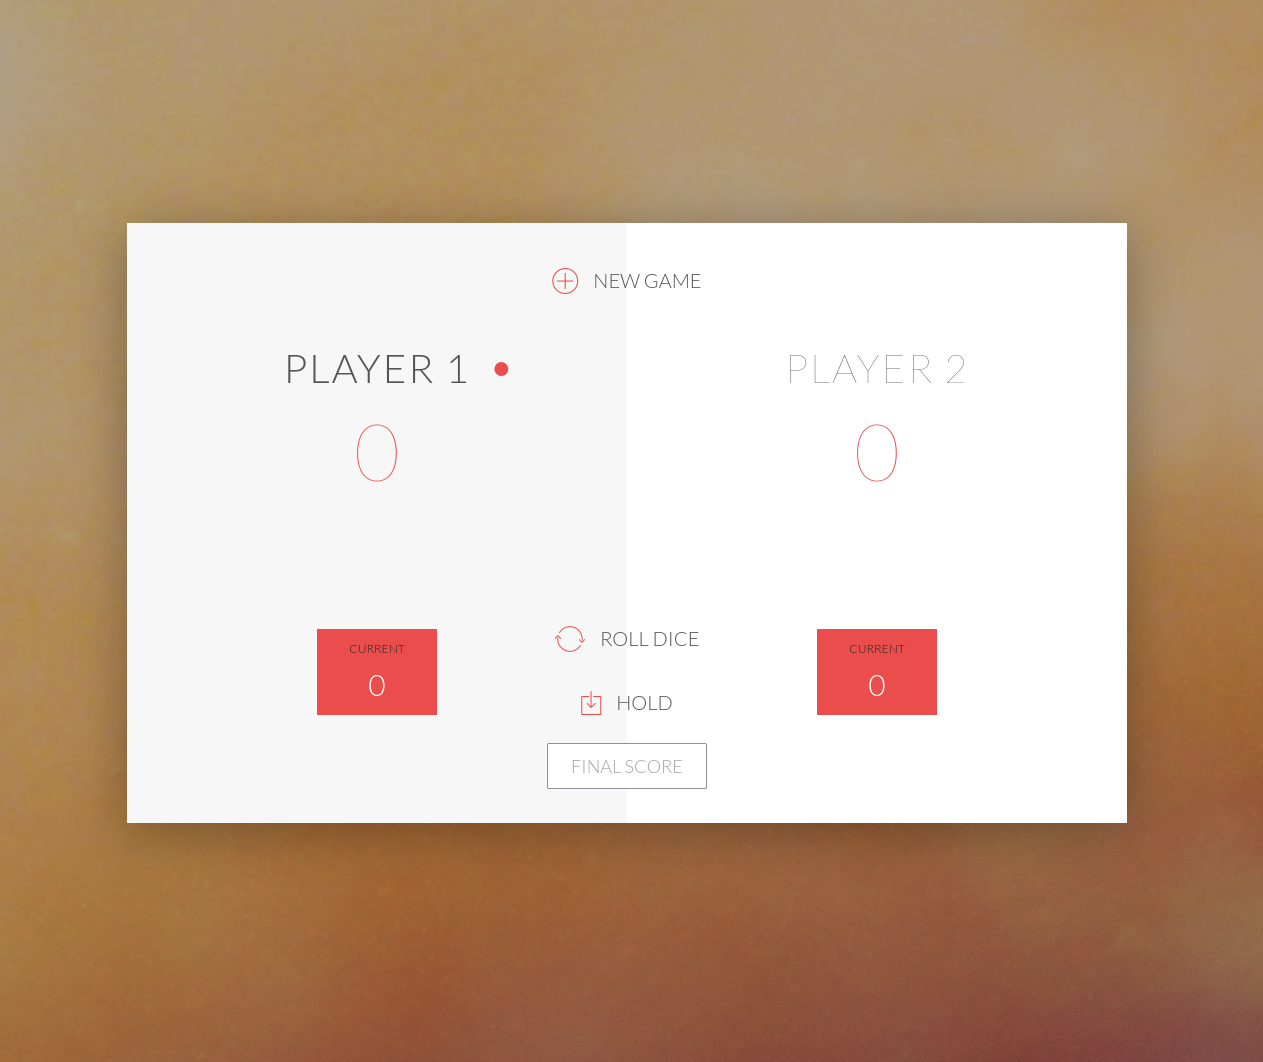 NEW GAME
PLAYER 1
0
PLAYER 2
0
CURRENT
0
ROLL DICE
HOLD
FINAL SCORE
CURRENT
0